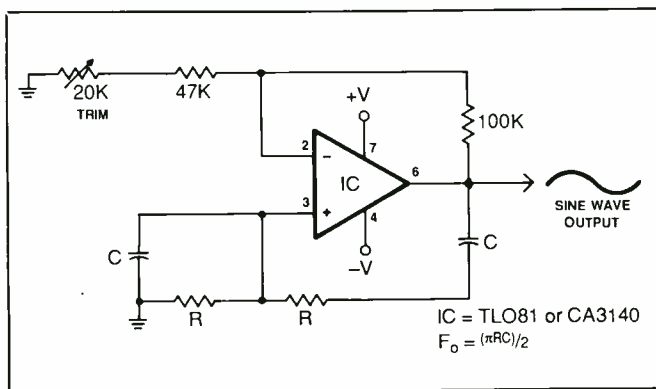 20K
TRIM
47K
100K
+V
2
7
6
IC
3
4
−V
C
C
R
R
SINE WAVE
OUTPUT
IC = TLO81 or CA3140
F₀ = (πRC)/2